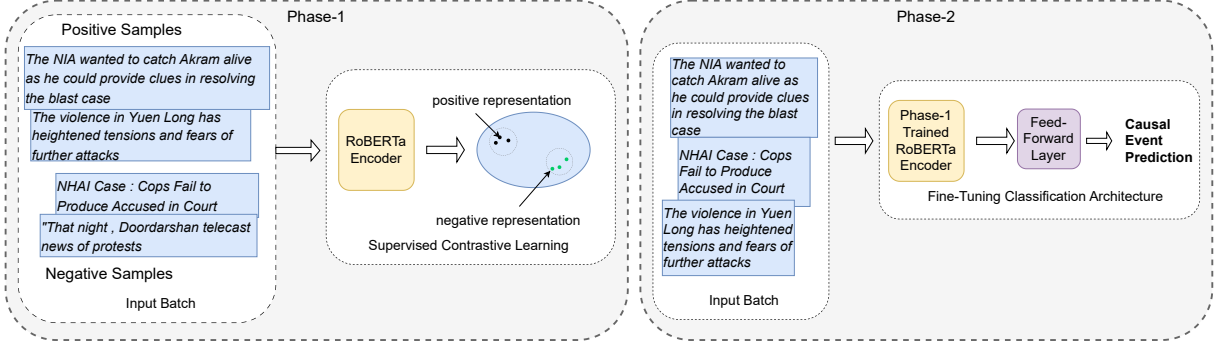 Phase-1
Positive Samples
The NIA wanted to catch Akram alive
as he could provide clues in resolving
the blast case
The violence in Yuen Long has
heightened tensions and fears of
further attacks
NHAI Case : Cops Fail to
Produce Accused in Court
"That night , Doordarshan telecast
news of protests
Negative Samples
Input Batch
RoBERTa
Encoder
positive representation
negative representation
Supervised Contrastive Learning
Phase-2
The NIA wanted to
catch Akram alive as
he could provide clues
in resolving the blast
case
NHAI Case : Cops
Fail to Produce
Accused in Court
The violence in Yuen
Long has heightened
tensions and fears of
further attacks
Input Batch
Phase-1
Trained
RoBERTa
Encoder
Feed-
Forward
Layer
Causal
Event
Prediction
Fine-Tuning Classification Architecture